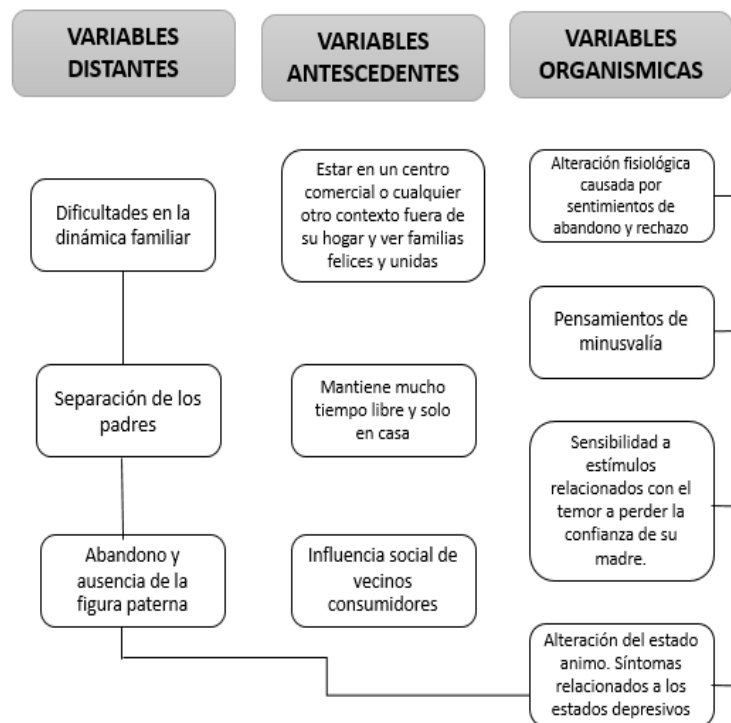 VARIABLES
DISTANTES
VARIABLES
ANTESCEDENTES
VARIABLES
ORGANISMICAS
Dificultades en la
dinámica familiar
Separación de los
padres
Abandono y
ausencia de la
figura paterna
Estar en un centro
comercial o cualquier
otro contexto fuera de
su hogar y ver familias
felices y unidas
Mantiene mucho
tiempo libre y solo
en casa
Influencia social de
vecinos
consumidores
Alteración fisiológica
causada por
sentimientos de
abandono y rechazo
Pensamientos de
minusvalía
Sensibilidad a
estímulos
relacionados con el
temor a perder la
confianza de su
madre.
Alteración del estado
animo. Síntomas
relacionados a los
estados depresivos